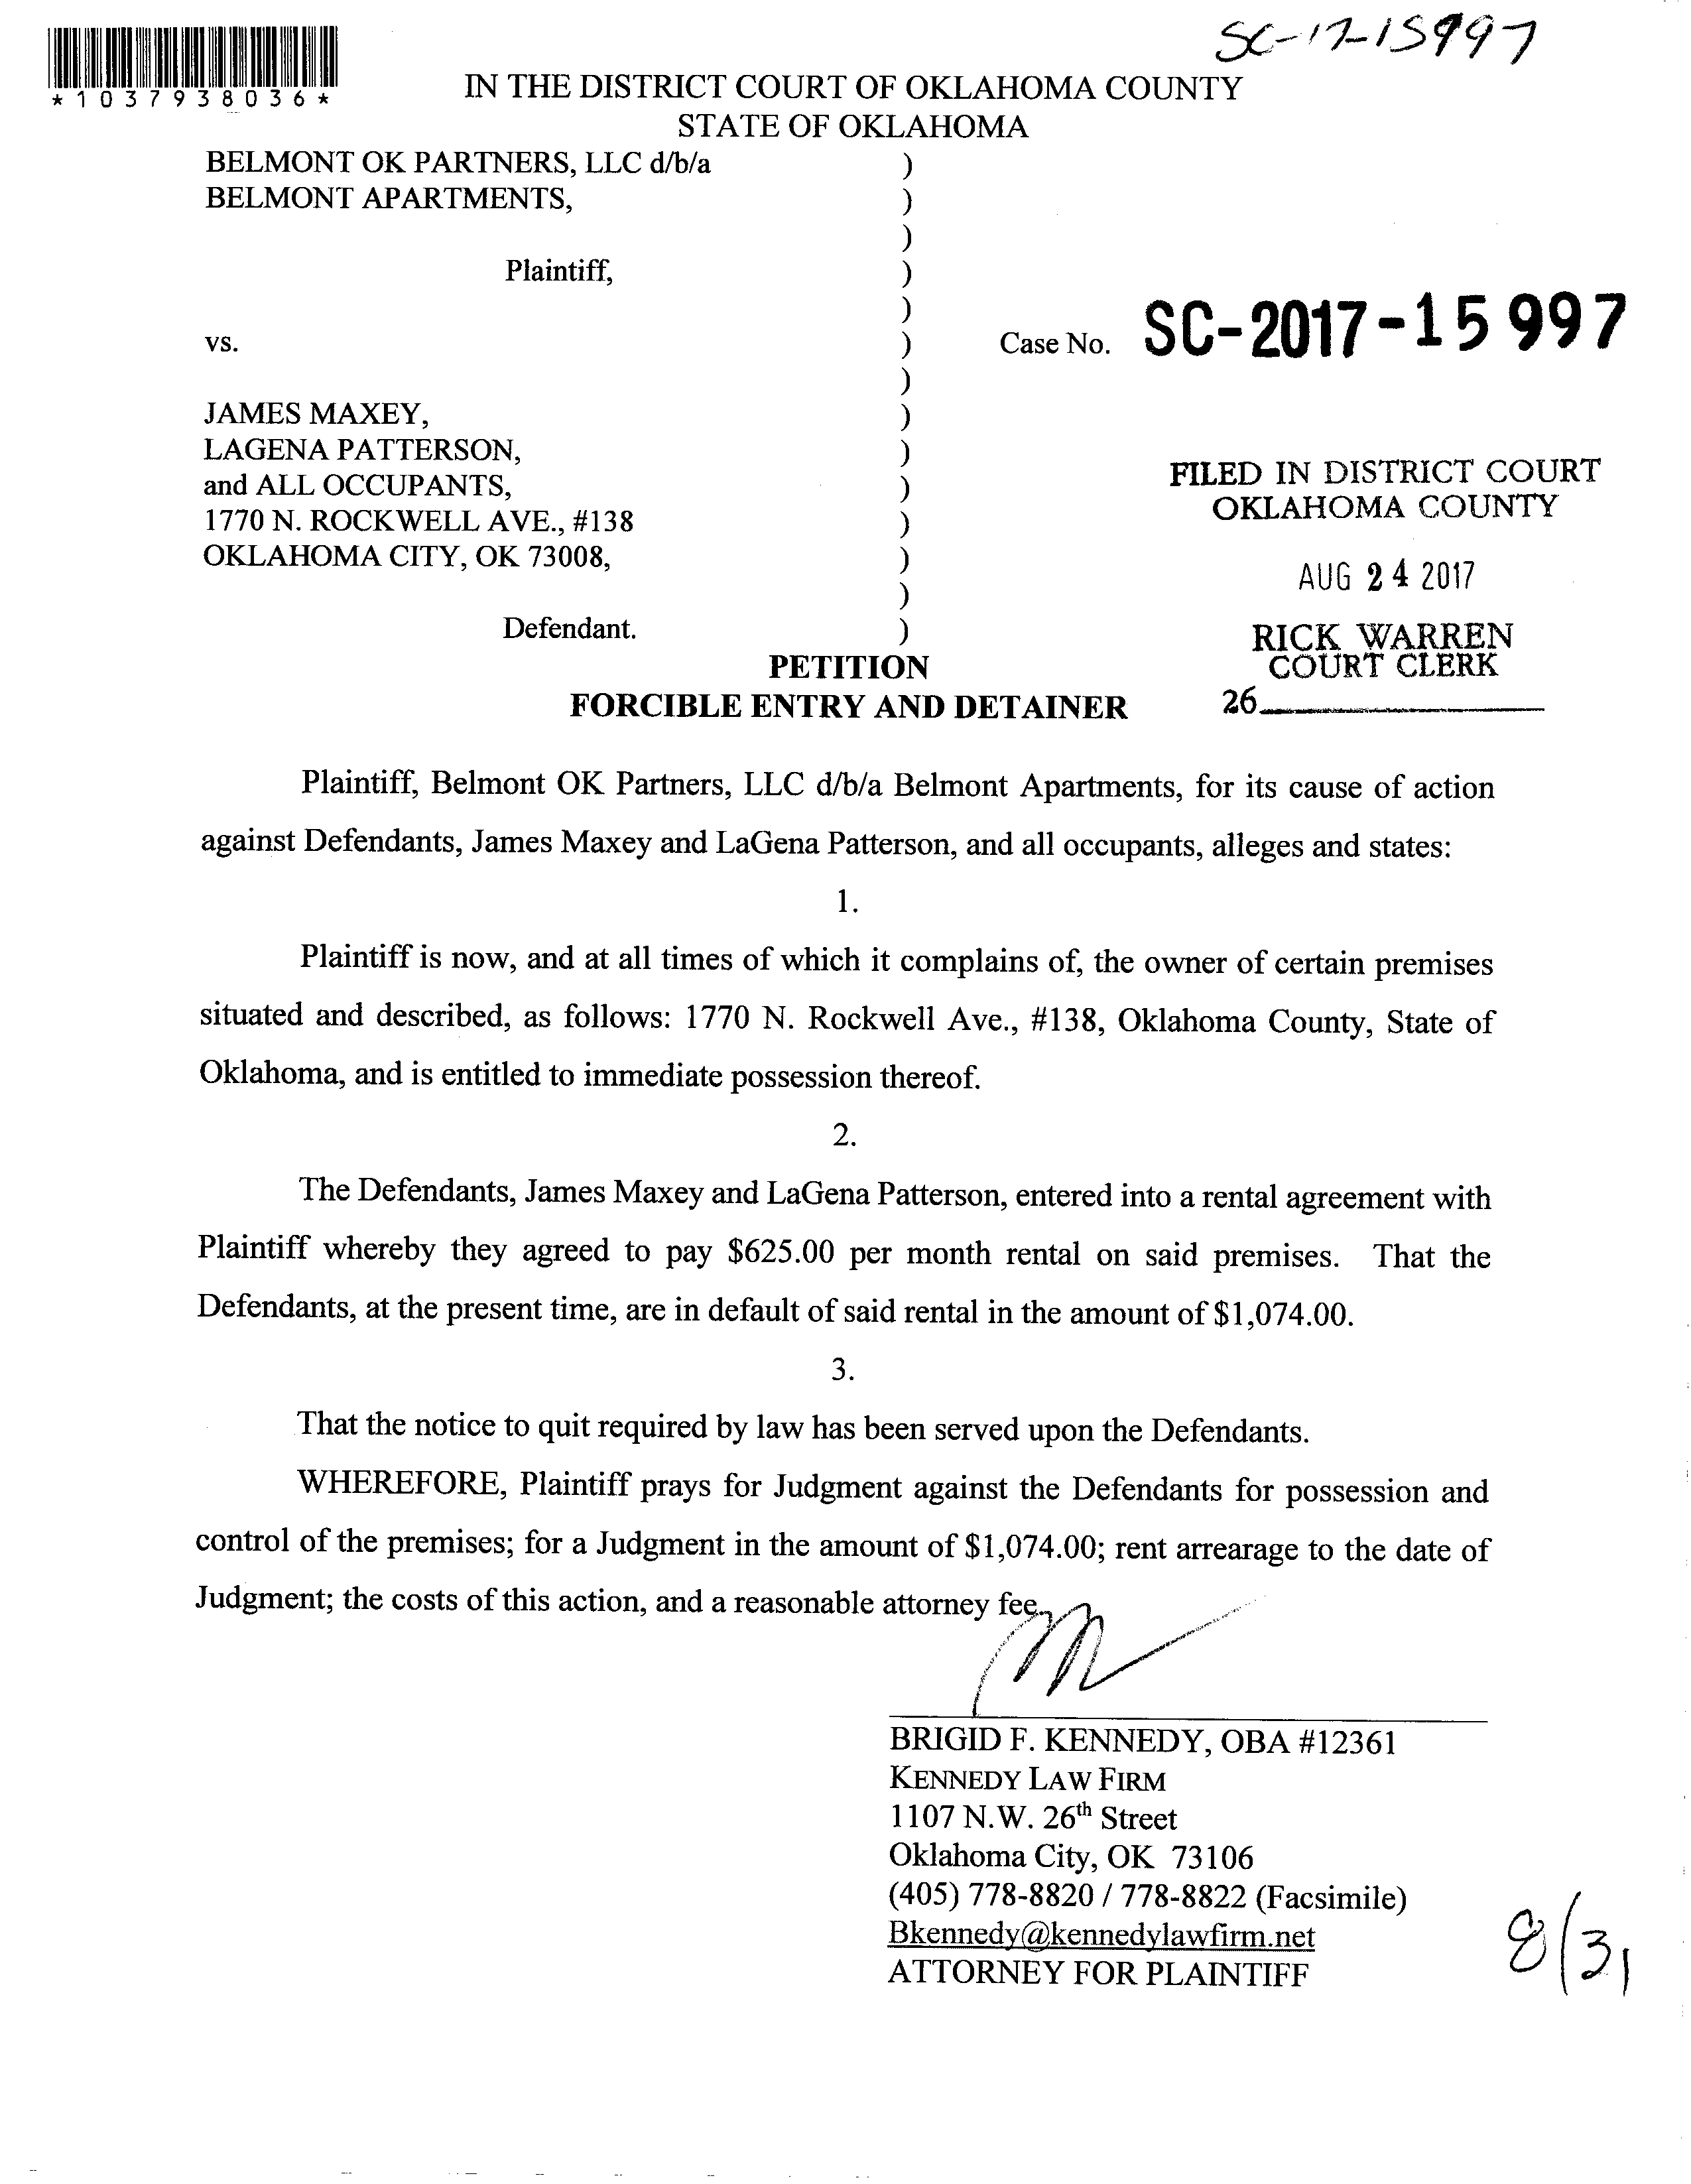 SC-17-15997
*1037938036*
IN THE DISTRICT COURT OF OKLAHOMA COUNTY
STATE OF OKLAHOMA
BELMONT OK PARTNERS, LLC d/b/a )
BELMONT APARTMENTS, )
)
Plaintiff, )
)
vs. ) Case No. SC-2017-15997
)
JAMES MAXEY, )
LAGENA PATTERSON, )
and ALL OCCUPANTS, )
1770 N. ROCKWELL AVE., #138 )
OKLAHOMA CITY, OK 73008, )
)
Defendant. )
FILED IN DISTRICT COURT
OKLAHOMA COUNTY
AUG 24 2017
RICK WARREN
COURT CLERK
26
PETITION
FORCIBLE ENTRY AND DETAINER
Plaintiff, Belmont OK Partners, LLC d/b/a Belmont Apartments, for its cause of action
against Defendants, James Maxey and LaGena Patterson, and all occupants, alleges and states:
1.
Plaintiff is now, and at all times of which it complains of, the owner of certain premises
situated and described, as follows: 1770 N. Rockwell Ave., #138, Oklahoma County, State of
Oklahoma, and is entitled to immediate possession thereof.
2.
The Defendants, James Maxey and LaGena Patterson, entered into a rental agreement with
Plaintiff whereby they agreed to pay $625.00 per month rental on said premises. That the
Defendants, at the present time, are in default of said rental in the amount of $1,074.00.
3.
That the notice to quit required by law has been served upon the Defendants.
WHEREFORE, Plaintiff prays for Judgment against the Defendants for possession and
control of the premises; for a Judgment in the amount of $1,074.00; rent arrearage to the date of
Judgment; the costs of this action, and a reasonable attorney fee.
BRIGID F. KENNEDY, OBA #12361
KENNEDY LAW FIRM
1107 N.W. 26th Street
Oklahoma City, OK 73106
(405) 778-8820 / 778-8822 (Facsimile)
Bkennedy@kennedylawfirm.net
ATTORNEY FOR PLAINTIFF
8/31